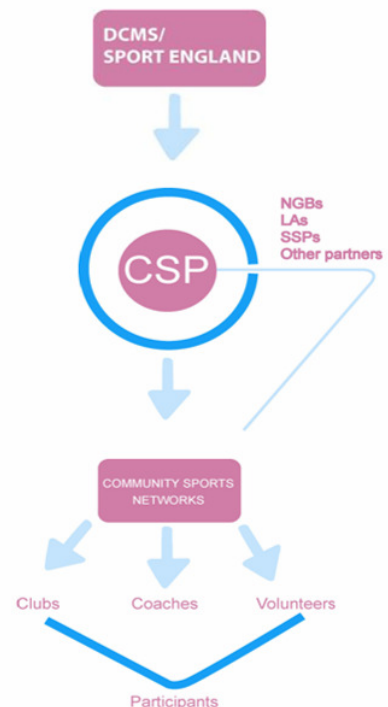 DCMS/
SPORT ENGLAND
NGBs
LAs
SSPs
Other partners
CSP
COMMUNITY SPORTS
NETWORKS
Clubs
Coaches
Volunteers
Participants